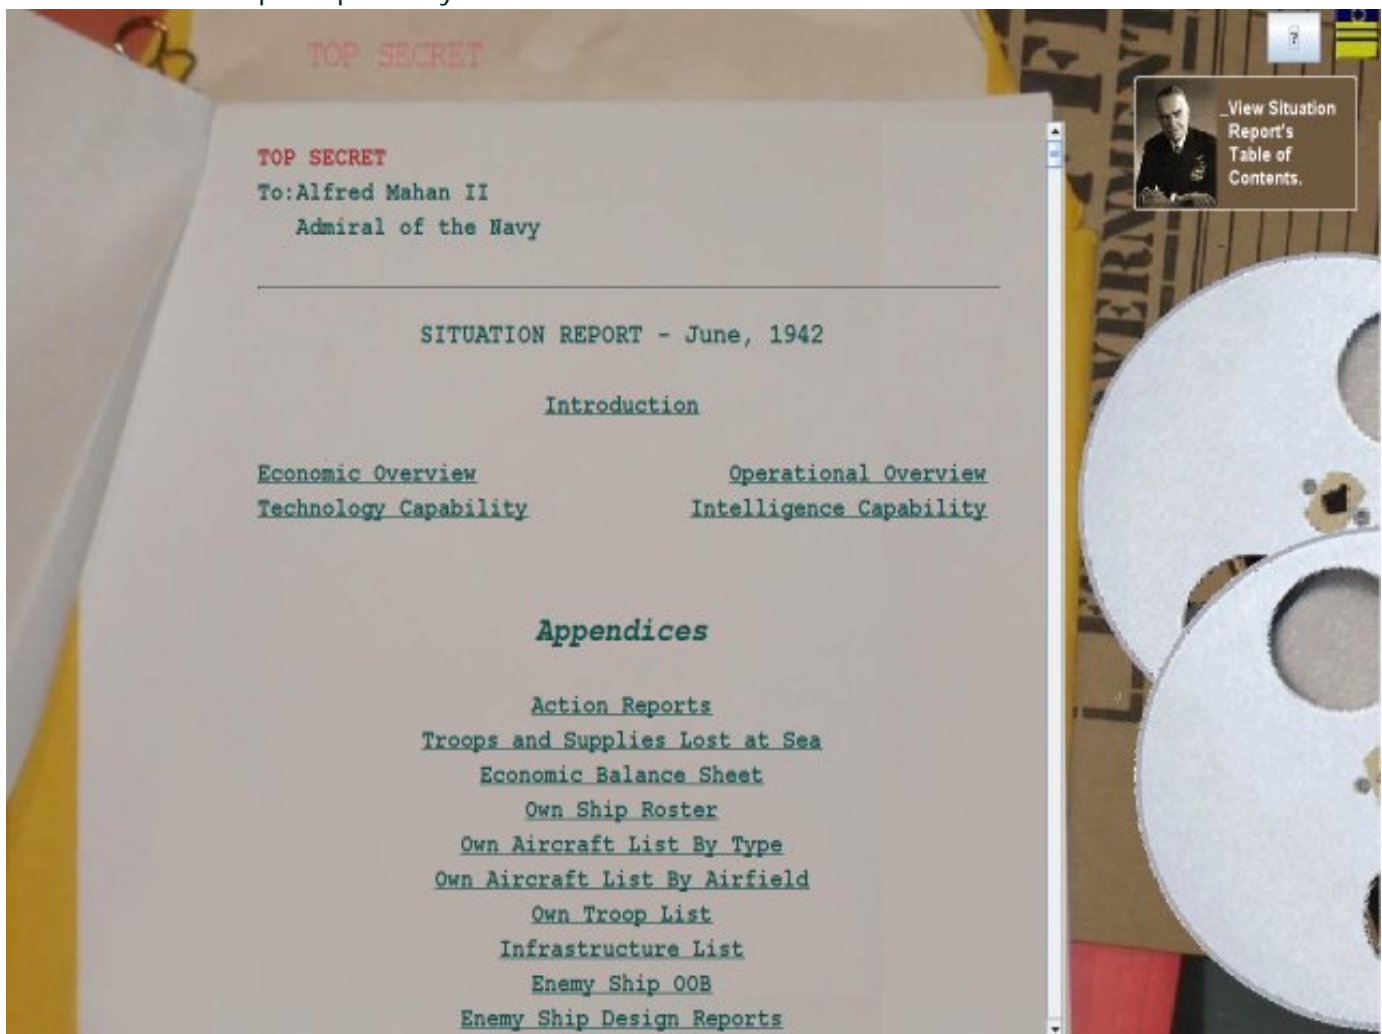 TOP SECRET
TOP SECRET
To:Alfred Mahan II
Admiral of the Navy
SITUATION REPORT - June, 1942
Introduction
Economic Overview
Operational Overview
Technology Capability
Intelligence Capability
Appendices
Action Reports
Troops and Supplies Lost at Sea
Economic Balance Sheet
Own Ship Roster
Own Aircraft List By Type
Own Aircraft List By Airfield
Own Troop List
Infrastructure List
Enemy Ship OOB
Enemy Ship Design Reports
?
_View Situation
Report's
Table of
Contents.